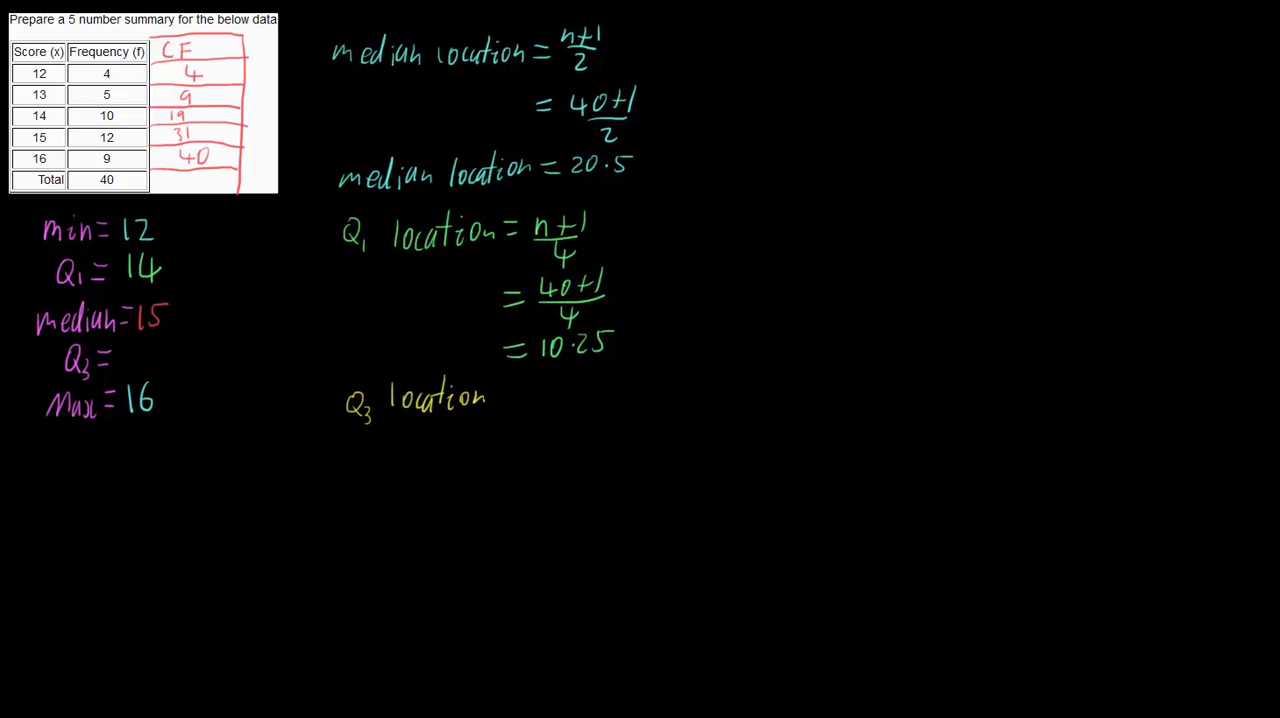 Prepare a 5 number summary for the below data
Score (x) Frequency (f) CF
12 4 4
13 5 9
14 10 19
15 12 31
16 9 40
Total 40
min = 12
Q1 = 14
median = 15
Q3 =
Max = 16
median location = n+1/2
= 40+1/2
median location = 20.5
Q1 location = n+1/4
= 40+1/4
= 10.25
Q3 location